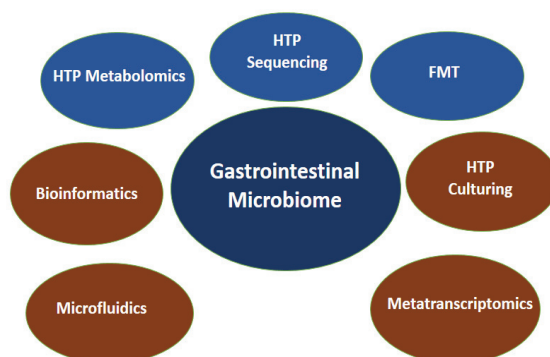 HTP
Sequencing
HTP Metabolomics
FMT
Gastrointestinal
Microbiome
HTP
Culturing
Bioinformatics
Microfluidics
Metatranscriptomics